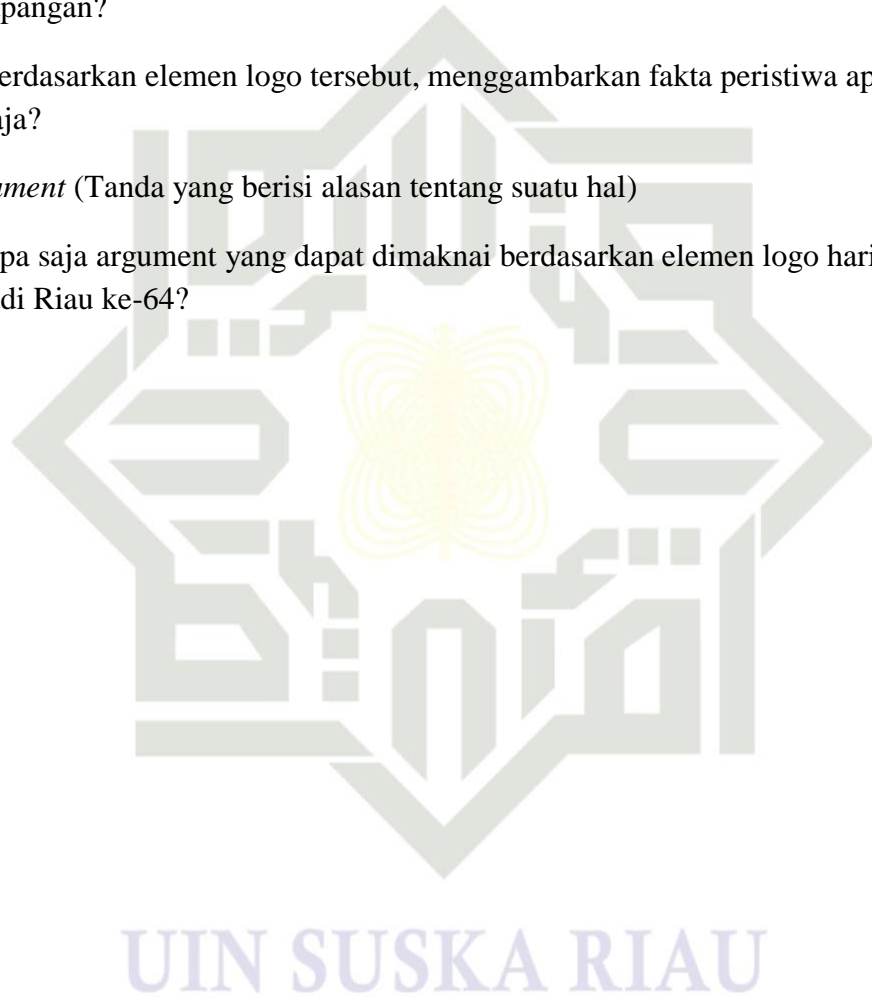 pangan?
erdasarkan elemen logo tersebut, menggambarkan fakta peristiwa ap
ja?
ment (Tanda yang berisi alasan tentang suatu hal)
pa saja argument yang dapat dimaknai berdasarkan elemen logo hari
di Riau ke-64?
UIN SUSKA RIAU